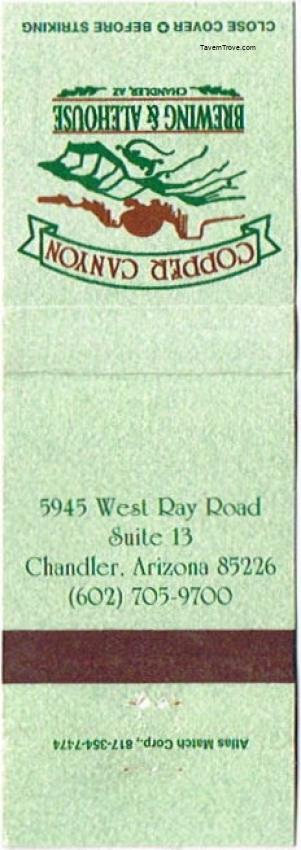 CLOSE COVER ✪ BEFORE STRIKING
TavernTrove.com
COPPER CANYON
BREWING & ALEHOUSE
CHANDLER, AZ
5945 West Ray Road
Suite 13
Chandler, Arizona 85226
(602) 705-9700
Atlas Match Corp., 817-354-7474